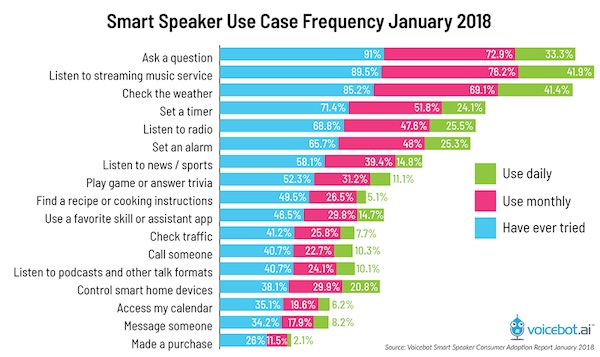 Smart Speaker Use Case Frequency January 2018
Ask a question 91% 72.9% 33.3%
Listen to streaming music service 89.5% 76.2% 41.9%
Check the weather 85.2% 69.1% 41.4%
Set a timer 71.4% 51.8% 24.1%
Listen to radio 68.8% 47.6% 25.5%
Set an alarm 65.7% 48% 25.3%
Listen to news / sports 58.1% 39.4% 14.8%
Play game or answer trivia 52.3% 31.2% 11.1%
Find a recipe or cooking instructions 49.5% 26.5% 5.1%
Use a favorite skill or assistant app 46.5% 29.8% 14.7%
Check traffic 41.2% 25.8% 7.7%
Call someone 40.7% 22.7% 10.3%
Listen to podcasts and other talk formats 40.7% 24.1% 10.1%
Control smart home devices 38.1% 29.9% 20.8%
Access my calendar 35.1% 19.6% 6.2%
Message someone 34.2% 17.9% 8.2%
Made a purchase 26% 11.5% 2.1%
Use daily
Use monthly
Have ever tried
voicebot.ai
Source: Voicebot Smart Speaker Consumer Adoption Report January 2018